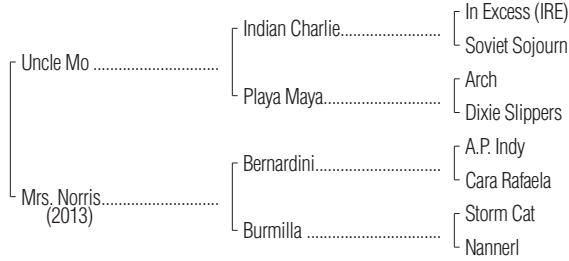 In Excess (IRE)
Indian Charlie..........................
Soviet Sojourn
Uncle Mo ................................
Arch
Playa Maya..............................
Dixie Slippers
A.P. Indy
Bernardini................................
Cara Rafaela
Mrs. Norris..............................
(2013)
Storm Cat
Burmilla ..................................
Nannerl